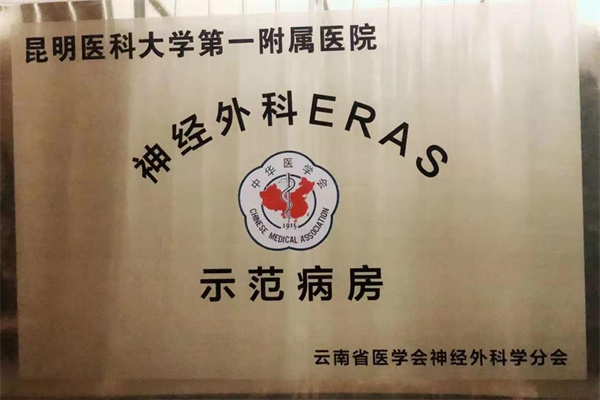 昆明医科大学第一附属医院
神经外科ERAS
中华医学会
1915
CHINESE MEDICAL ASSOCIATION
示范病房
云南省医学会神经外科学分会